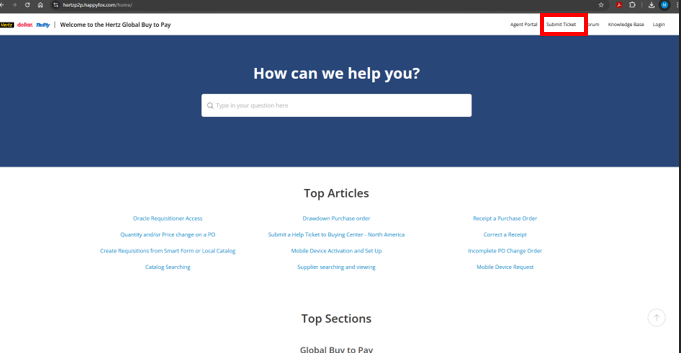 hertzp2p.happyfox.com/home/
Hertz dollar. Thrifty Welcome to the Hertz Global Buy to Pay Agent Portal Submit Ticket Knowledge Base Login
How can we help you?
Type in your question here
Top Articles
Oracle Requisitioner Access Drawdown Purchase order Receipt a Purchase Order
Quantity and/or Price change on a PO Submit a Help Ticket to Buying Center - North America Correct a Receipt
Create Requisitions from Smart Form or Local Catalog Mobile Device Activation and Set Up Incomplete PO Change Order
Catalog Searching Supplier searching and viewing Mobile Device Request
Top Sections
Global Buy to Pay